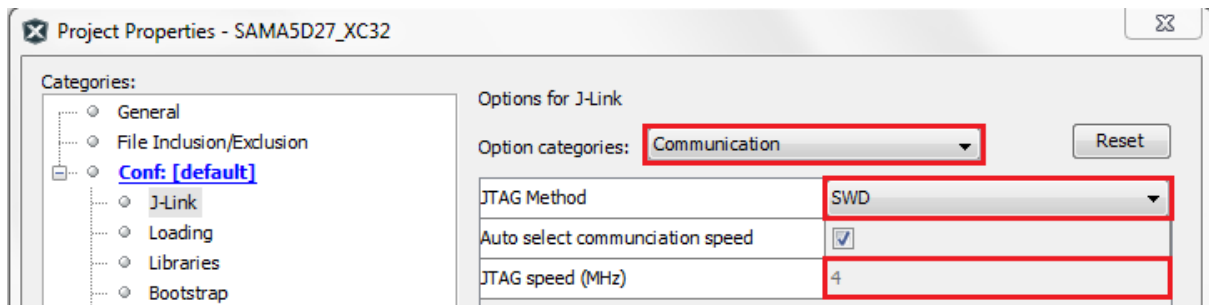 Project Properties - SAMA5D27_XC32
Categories:
General
File Inclusion/Exclusion
Conf: [default]
J-Link
Loading
Libraries
Bootstrap
Options for J-Link
Option categories: Communication Reset
JTAG Method SWD
Auto select communciation speed
JTAG speed (MHz) 4